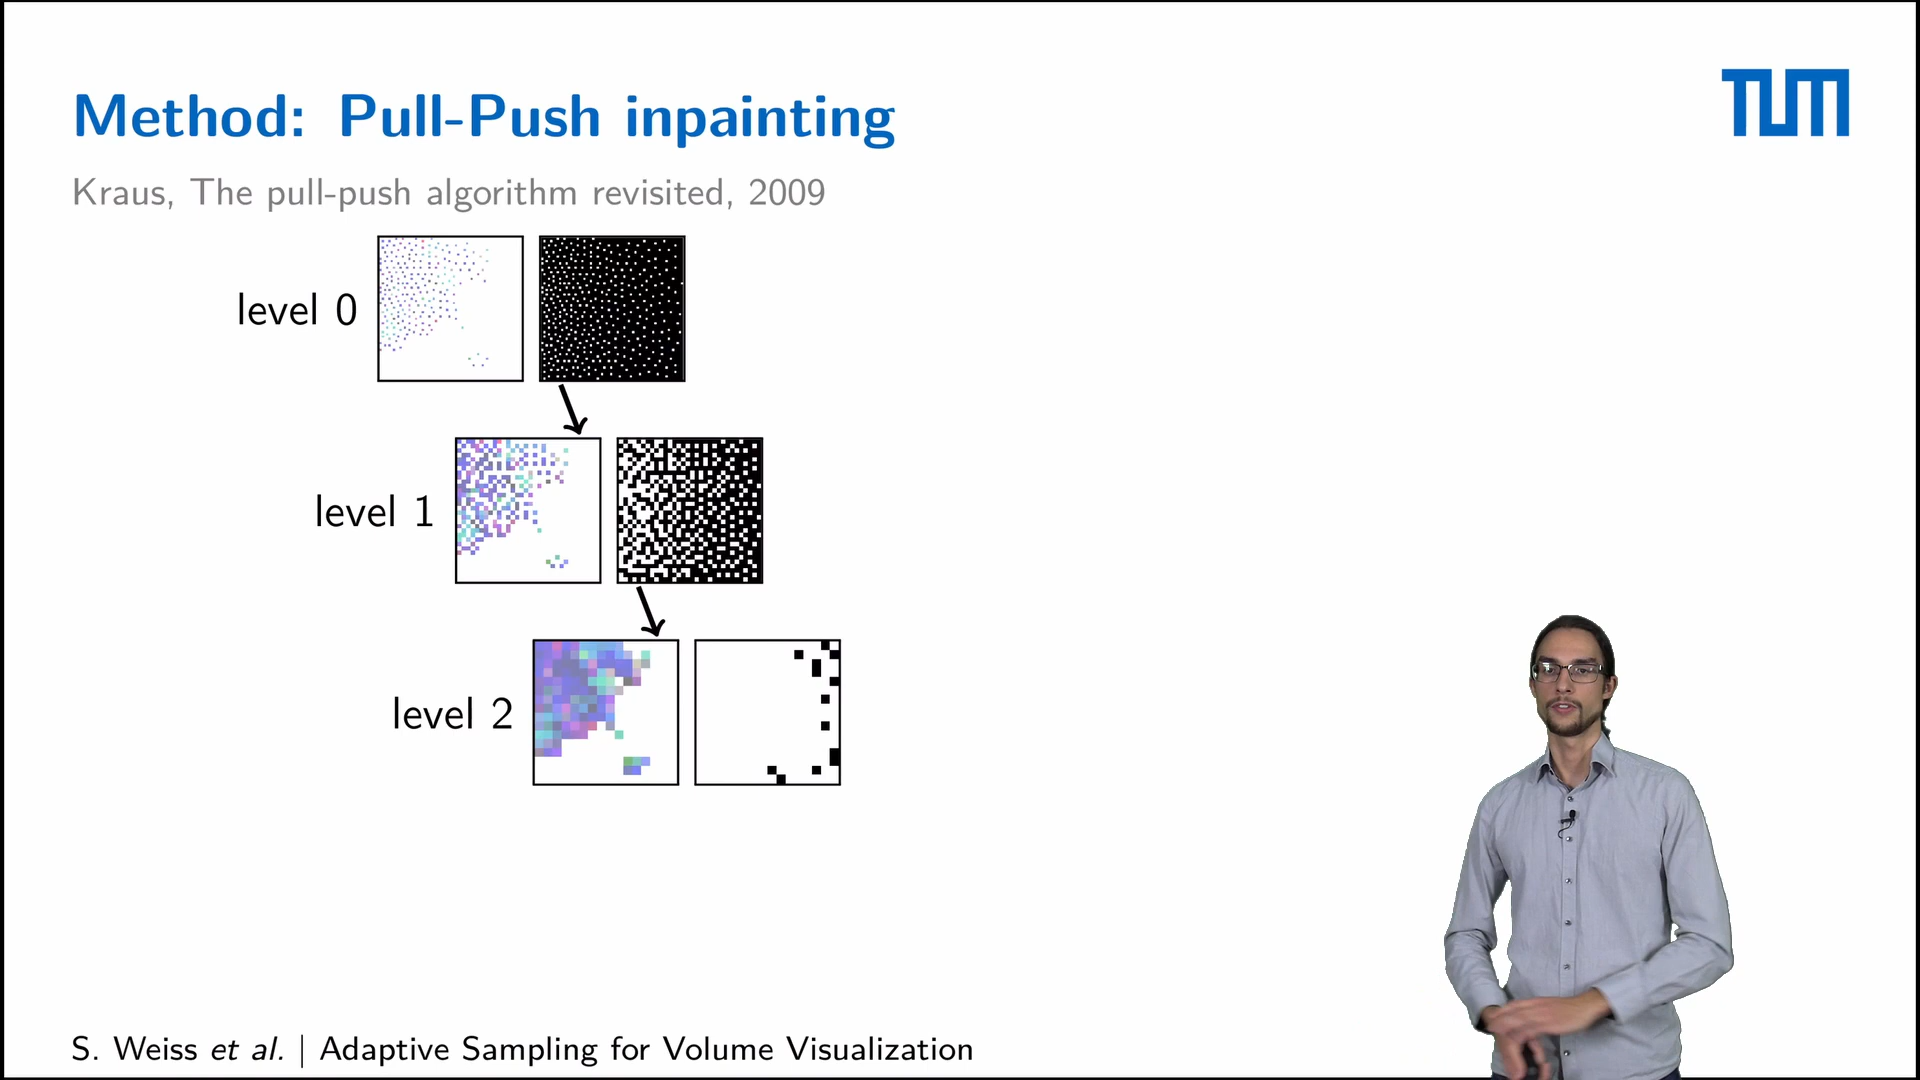 Method: Pull-Push inpainting
TUM
Kraus, The pull-push algorithm revisited, 2009
level 0
level 1
level 2
S. Weiss et al. | Adaptive Sampling for Volume Visualization